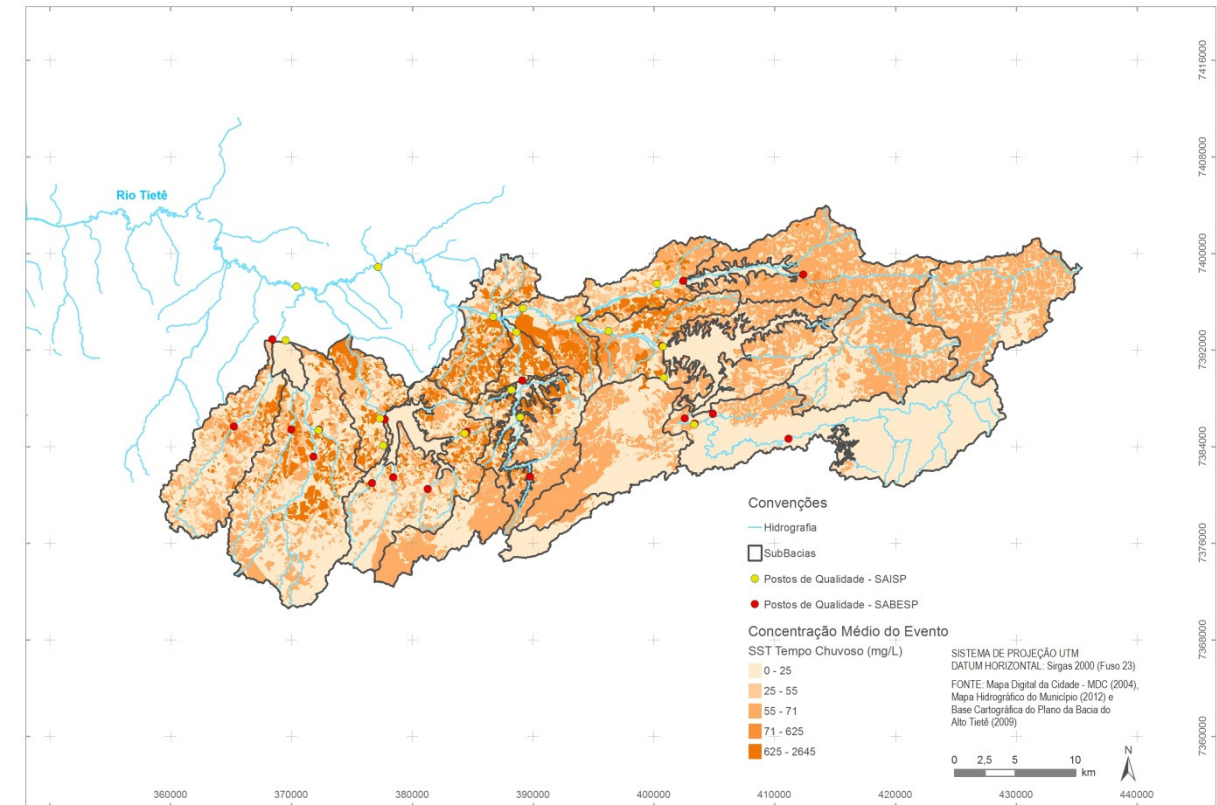 7416000
7408000
Rio Tietê
7400000
7392000
7384000
Convenções
Hidrografia
SubBacias
7376000
Postos de Qualidade - SAISP
Postos de Qualidade - SABESP
Concentração Médio do Evento
SST Tempo Chuvoso (mg/L)
0 - 25
25 - 55
55 - 71
71 - 625
625 - 2645
SISTEMA DE PROJEÇÃO UTM
DATUM HORIZONTAL: Sirgas 2000 (Fuso 23)
FONTE: Mapa Digital da Cidade - MDC (2004),
Mapa Hidrográfico do Município (2012) e
Base Cartográfica do Plano da Bacia do
Alto Tietê (2009)
7368000
7360000
0 2,5 5 10
km
N
360000 370000 380000 390000 400000 410000 420000 430000 440000